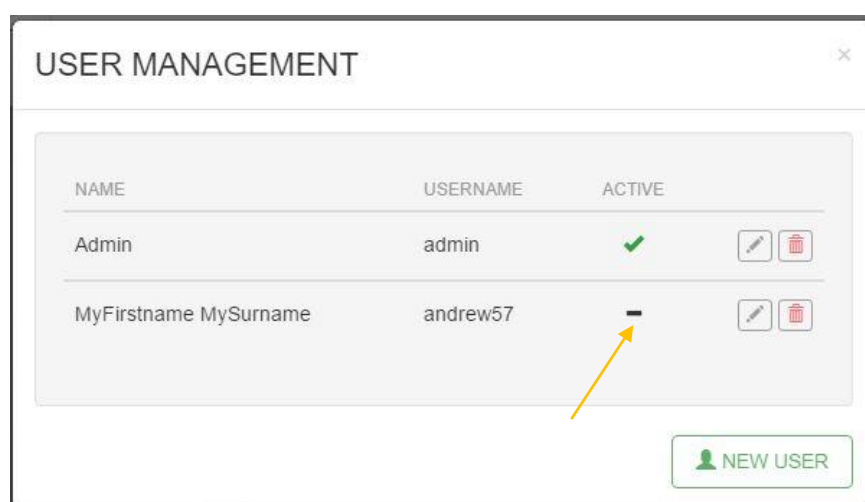 USER MANAGEMENT
NAME USERNAME ACTIVE
Admin admin
MyFirstname MySurname andrew57
NEW USER